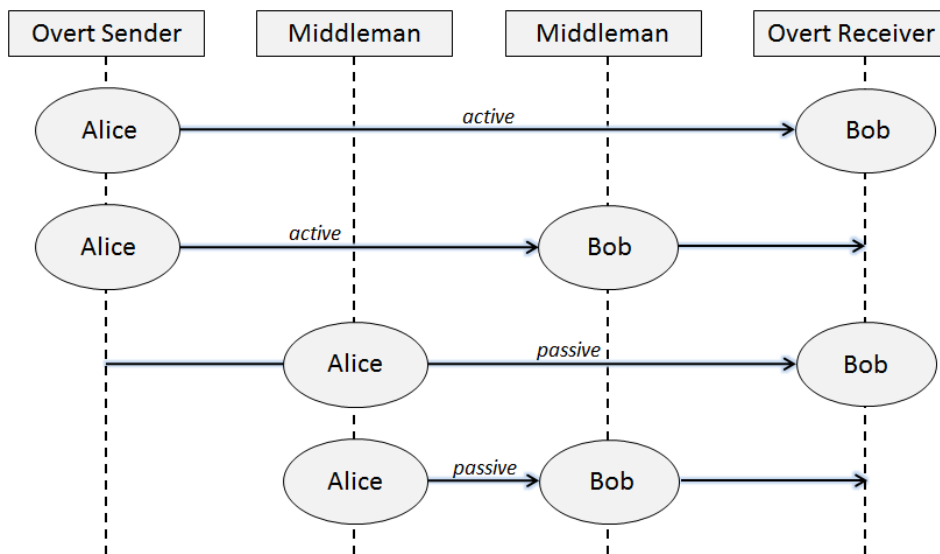 Overt Sender
Middleman
Middleman
Overt Receiver
Alice
active
Bob
Alice
active
Bob
Alice
passive
Bob
Alice
passive
Bob